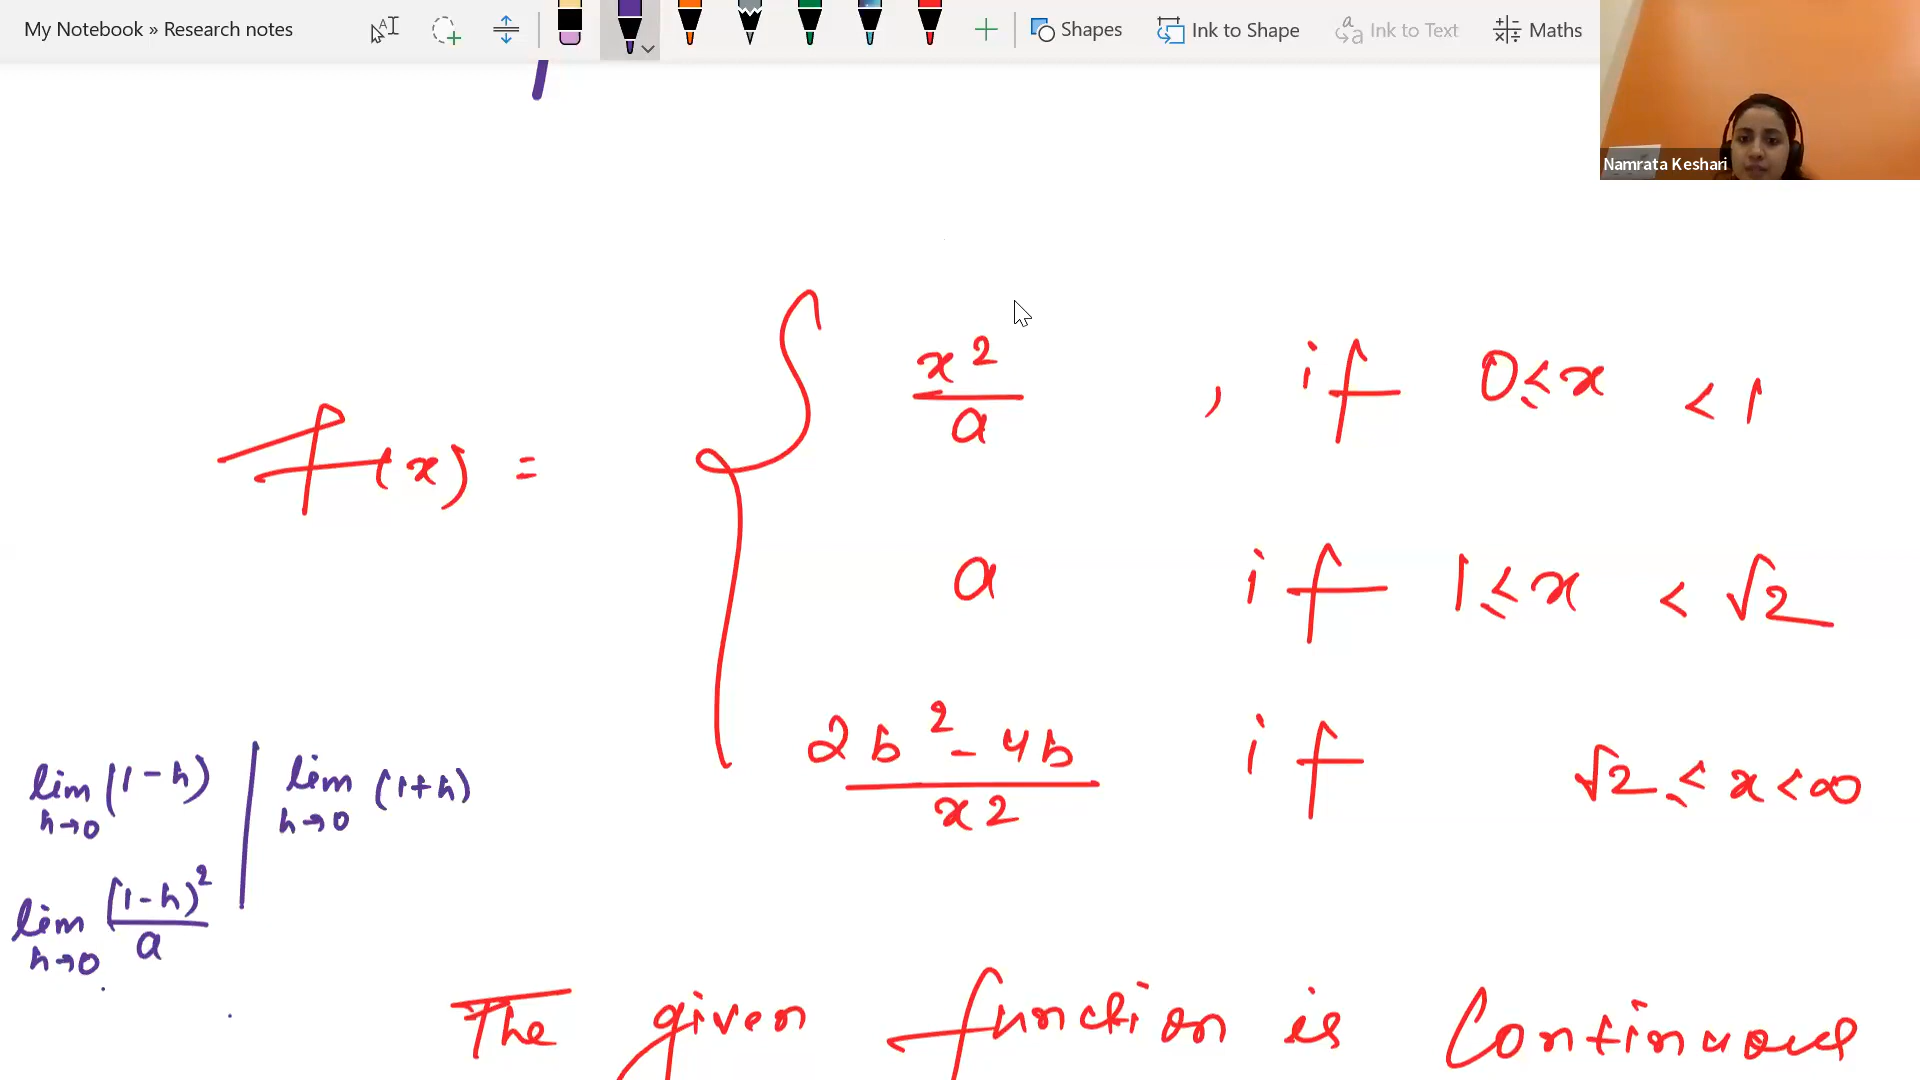 My Notebook » Research notes
Shapes
Ink to Shape
Ink to Text
Maths
Namrata Keshari
f(x) =
x²/a , if 0≤x <1
a if 1≤x <√2
2b²-4b/x² if √2≤x<∞
lim h→0 (1-h) | lim h→0 (1+h)
lim h→0 (1-h)²/a
The given function is Continuous